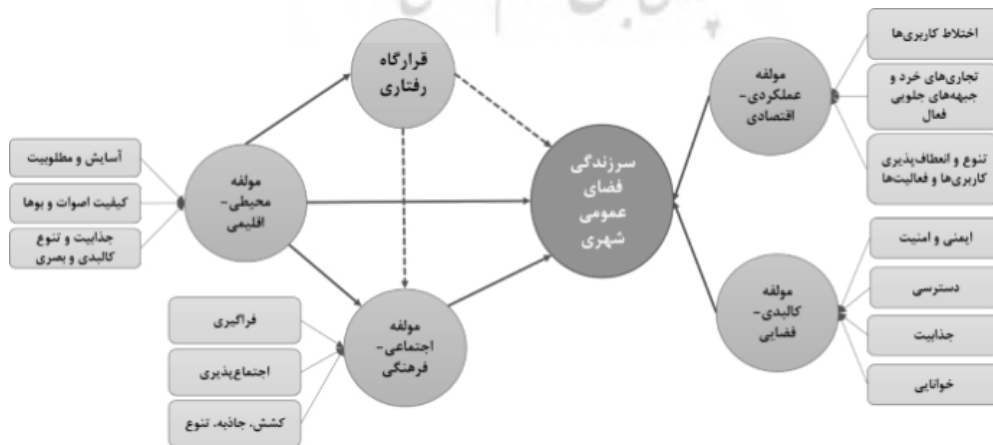 اختلاط کاربری‌ها
تجاری‌های خرد و
جبهه‌های جلویی
فعال
تنوع و انعطاف‌پذیری
کاربری‌ها و فعالیت‌ها
مولفه
عملکردی-
اقتصادی
قرارگاه
رفتاری
سرزندگی
فضای
عمومی
شهری
مولفه
محیطی-
اقلیمی
آسایش و مطلوبیت
کیفیت اصوات و بوها
جذابیت و تنوع
کالبدی و بصری
ایمنی و امنیت
دسترسی
جذابیت
خوانایی
مولفه
کالبدی-
فضایی
مولفه
اجتماعی-
فرهنگی
فراگیری
اجتماع‌پذیری
کشش، جاذبه، تنوع